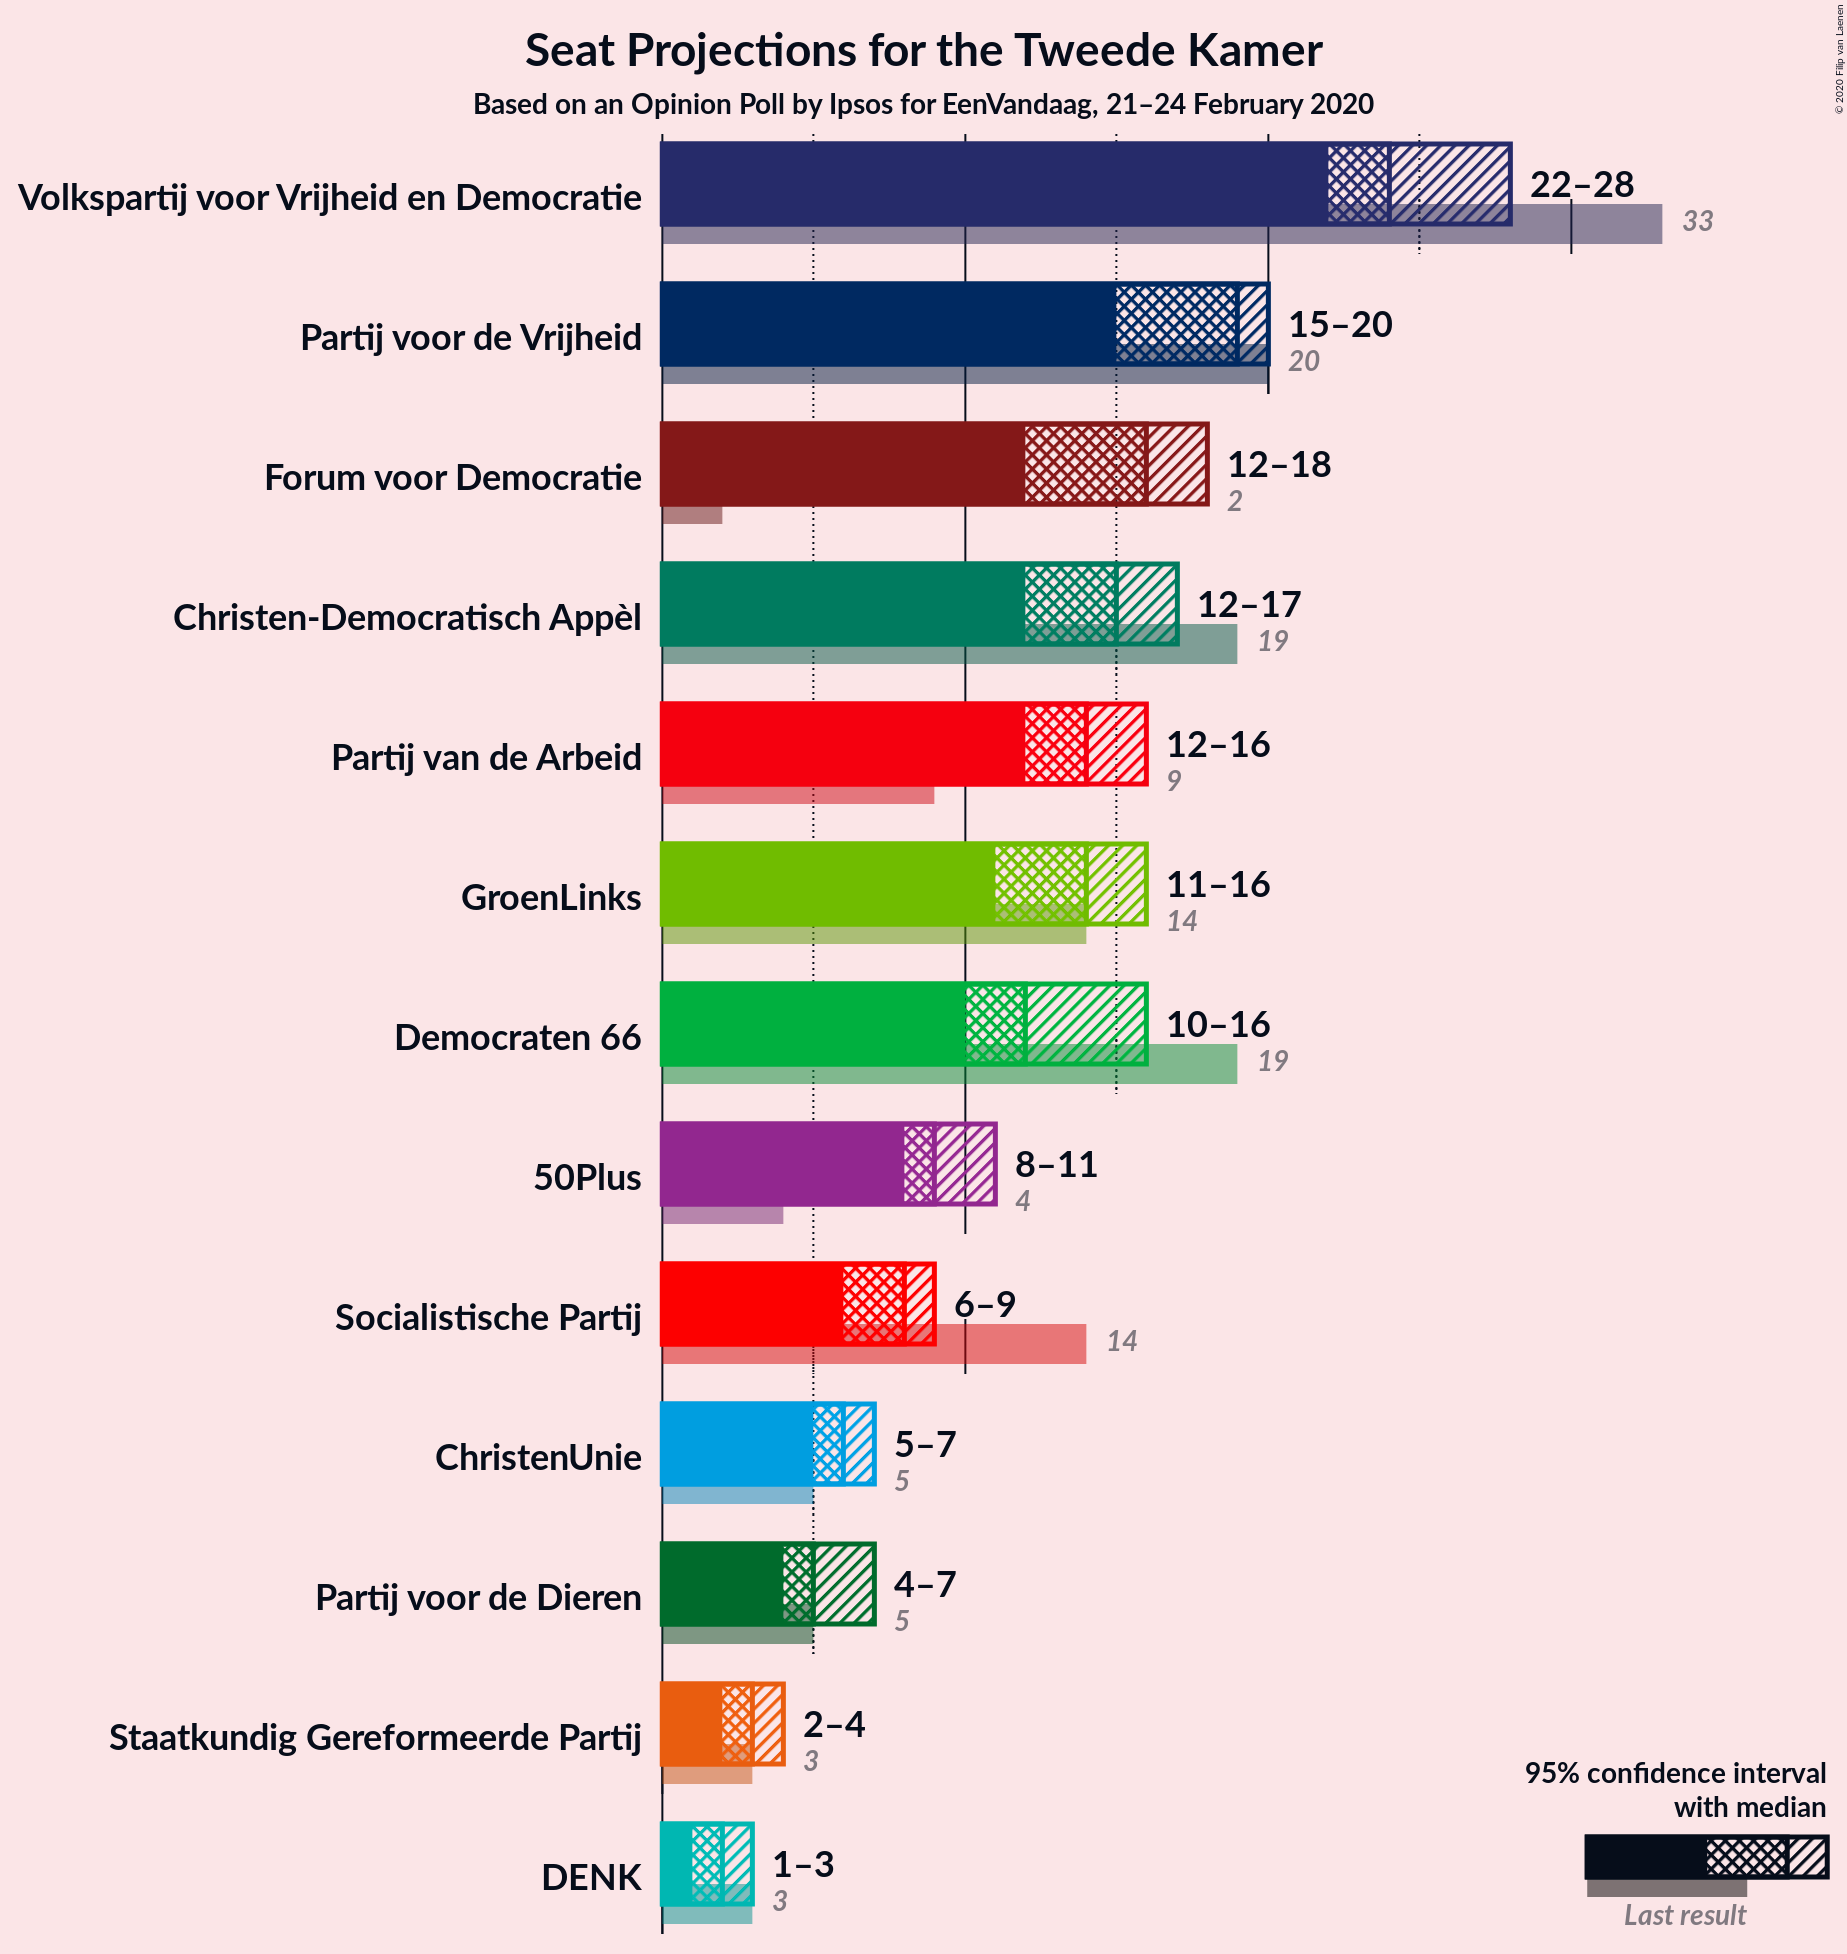 Seat Projections for the Tweede Kamer
Based on an Opinion Poll by Ipsos for EenVandaag, 21–24 February 2020
© 2020 Filip van Laenen
Volkspartij voor Vrijheid en Democratie
22–28
33
Partij voor de Vrijheid
15–20
20
Forum voor Democratie
12–18
2
Christen-Democratisch Appèl
12–17
19
Partij van de Arbeid
12–16
9
GroenLinks
11–16
14
Democraten 66
10–16
19
50Plus
8–11
4
Socialistische Partij
6–9
14
ChristenUnie
5–7
5
Partij voor de Dieren
4–7
5
Staatkundig Gereformeerde Partij
2–4
3
DENK
1–3
3
95% confidence interval
with median
Last result